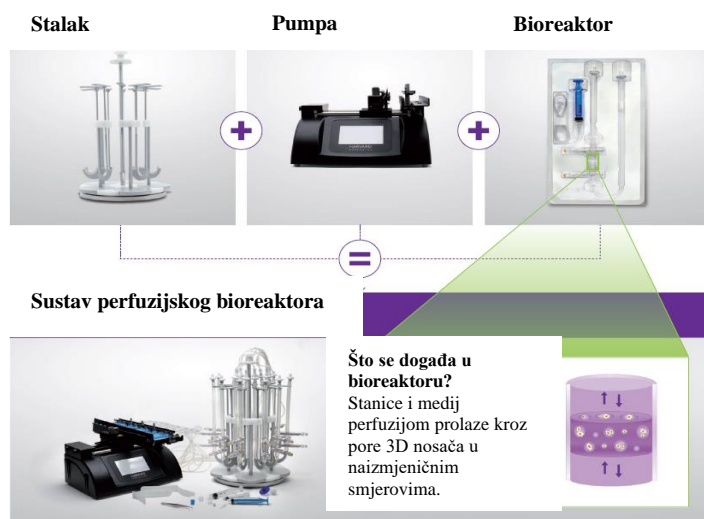 Stalak
Pumpa
Bioreaktor
+
+
=
Sustav perfuzijskog bioreaktora
Što se događa u
bioreaktoru?
Stanice i medij
perfuzijom prolaze kroz
pore 3D nosača u
naizmjeničnim
smjerovima.